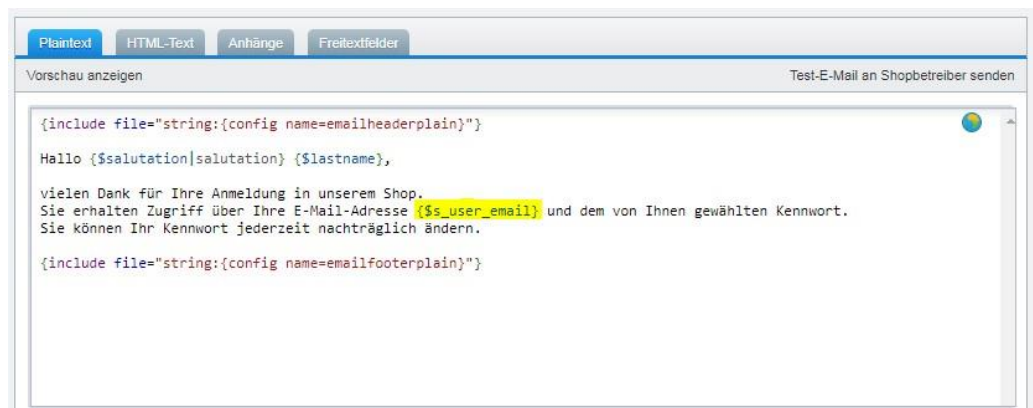 Plaintext HTML-Text Anhänge Freitextfelder
Vorschau anzeigen Test-E-Mail an Shopbetreiber senden
{include file="string:{config name=emailheaderplain}"}
Hallo {$salutation|salutation} {$lastname},
vielen Dank für Ihre Anmeldung in unserem Shop.
Sie erhalten Zugriff über Ihre E-Mail-Adresse {$s_user_email} und dem von Ihnen gewählten Kennwort.
Sie können Ihr Kennwort jederzeit nachträglich ändern.
{include file="string:{config name=emailfooterplain}"}